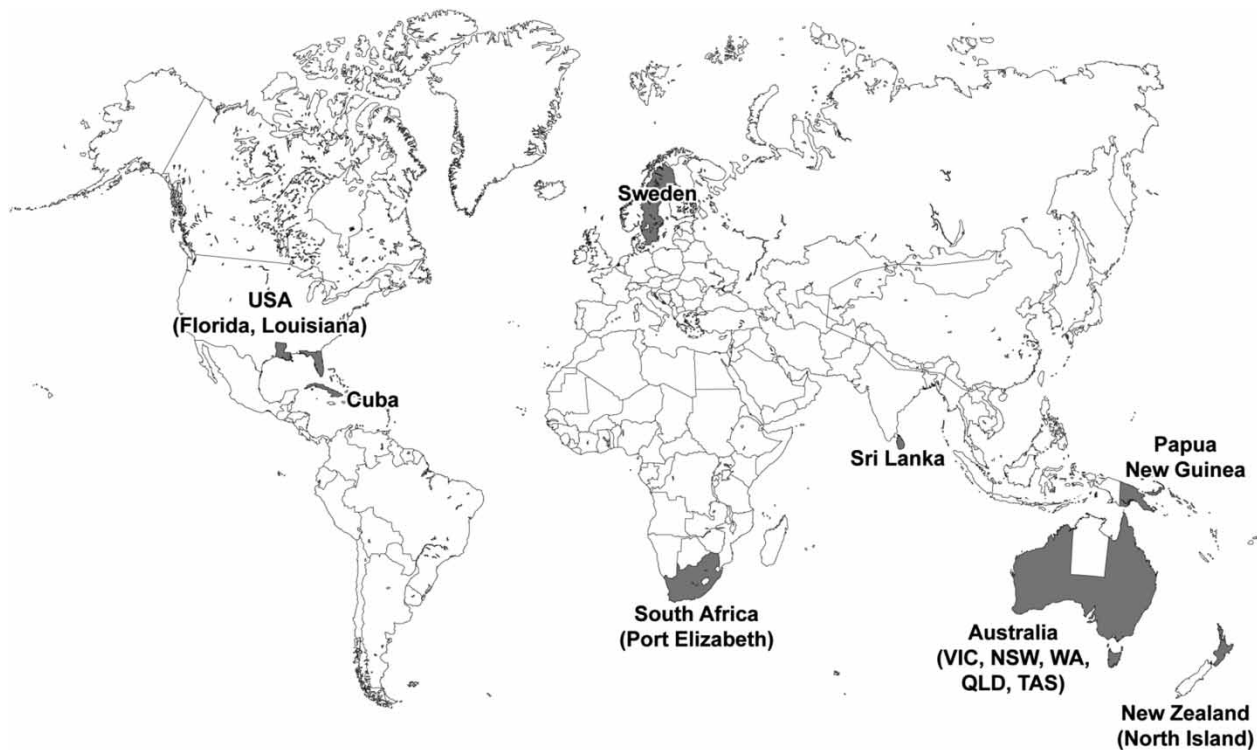 Sweden
USA
(Florida, Louisiana)
Cuba
Sri Lanka
Papua
New Guinea
South Africa
(Port Elizabeth)
Australia
(VIC, NSW, WA,
QLD, TAS)
New Zealand
(North Island)